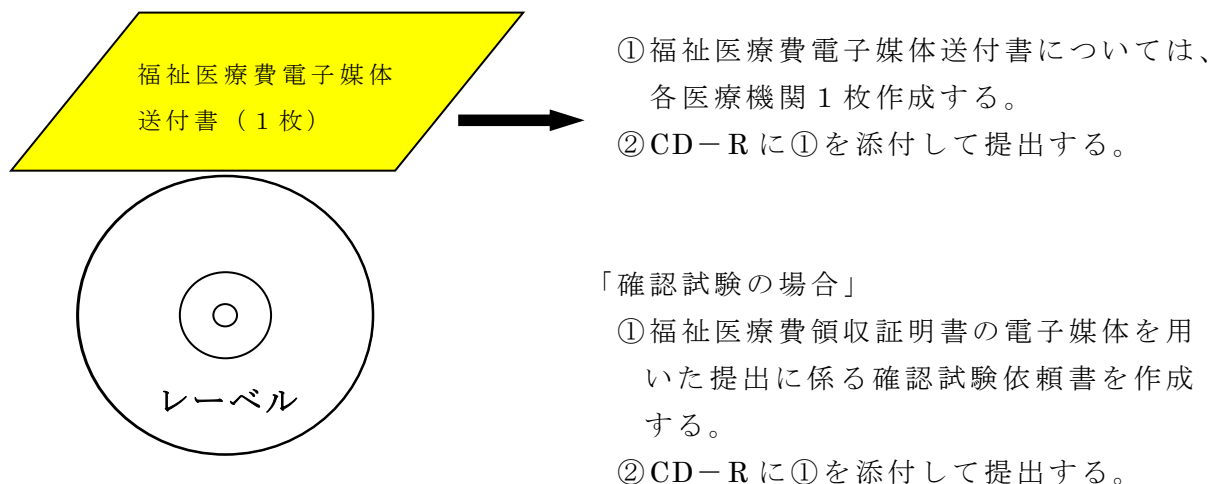 福祉医療費電子媒体
送付書（１枚）
①福祉医療費電子媒体送付書については、
各医療機関１枚作成する。
②CD－Rに①を添付して提出する。
レーベル
「確認試験の場合」
①福祉医療費領収証明書の電子媒体を用
いた提出に係る確認試験依頼書を作成
する。
②CD－Rに①を添付して提出する。